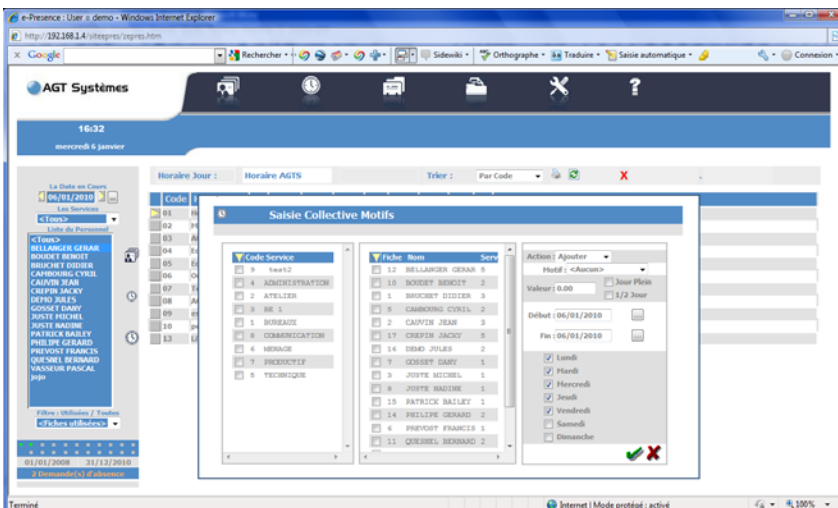 e-Presence : User :: demo - Windows Internet Explorer
http://192.168.1.4/siteepres/zepres.htm
x Google Rechercher Sidewiki Orthographe Traduire Saisie automatique Connexion
AGT Systèmes
?
16:32
mercredi 6 janvier
Horaire Jour : Horaire AGTS Trier : Par Code X
La Date en Cours
06/01/2010 ...
Les Services
<Tous>
Liste du Personnel
<Tous>
BELLANGER GERAR
BOUDET BENOIT
BRUCHET DIDIER
CAMBOURG CYRIL
CAUVIN JEAN
CREPIN JACKY
DEMO JULES
GOSSET DANY
JUSTE MICHEL
JUSTE NADINE
PATRICK BAILEY
PHILIPE GERARD
PREVOST FRANCIS
QUESNEL BERNARD
VASSEUR PASCAL
jojo
Filtre : Utilisées / Toutes
<Fiches utilisées>
01/01/2008 31/12/2010
2 Demande(s) d'absence
Code
01
02
03
04
05
06
07
08
09
10
13
Saisie Collective Motifs
Code Service
9 test2
4 ADMINISTRATION
2 ATELIER
3 BE 1
1 BUREAUX
8 COMMUNICATION
6 MENAGE
7 PRODUCTIF
5 TECHNIQUE
Fiche Nom Serv
12 BELLANGER GERAR 5
10 BOUDET BENOIT 2
1 BRUCHET DIDIER 3
5 CAMBOURG CYRIL 2
2 CAUVIN JEAN 3
17 CREPIN JACKY 5
16 DEMO JULES 2
7 GOSSET DANY 1
3 JUSTE MICHEL 1
8 JUSTE NADINE 1
15 PATRICK BAILEY 1
14 PHILIPE GERARD 2
6 PREVOST FRANCIS 1
11 QUESNEL BERNARD 2
Action : Ajouter
Motif : <Aucun>
Valeur : 0.00 Jour Plein
1/2 Jour
Début : 06/01/2010 ...
Fin : 06/01/2010 ...
Lundi
Mardi
Mercredi
Jeudi
Vendredi
Samedi
Dimanche
Terminé Internet | Mode protégé : activé 100%